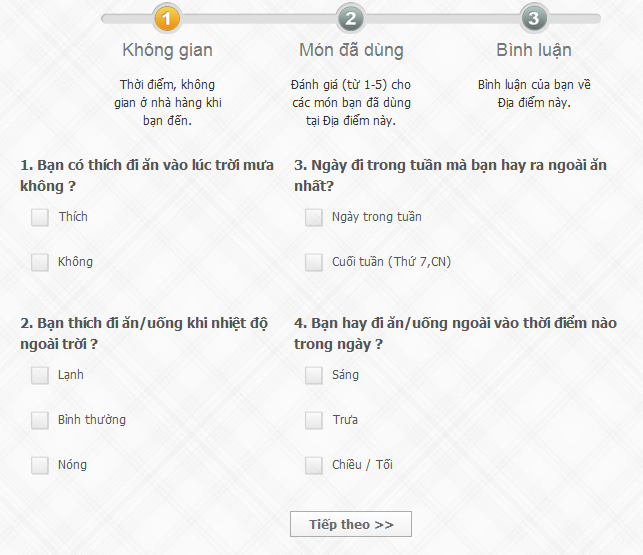 1
2
3
Không gian
Món đã dùng
Bình luận
Thời điểm, không
gian ở nhà hàng khi
bạn đến.
Đánh giá (từ 1-5) cho
các món bạn đã dùng
tại Địa điểm này.
Bình luận của bạn về
Địa điểm này.
1. Bạn có thích đi ăn vào lúc trời mưa
không ?
Thích
Không
2. Bạn thích đi ăn/uống khi nhiệt độ
ngoài trời ?
Lạnh
Bình thường
Nóng
3. Ngày đi trong tuần mà bạn hay ra ngoài ăn
nhất?
Ngày trong tuần
Cuối tuần (Thứ 7,CN)
4. Bạn hay đi ăn/uống ngoài vào thời điểm nào
trong ngày ?
Sáng
Trưa
Chiều / Tối
Tiếp theo >>